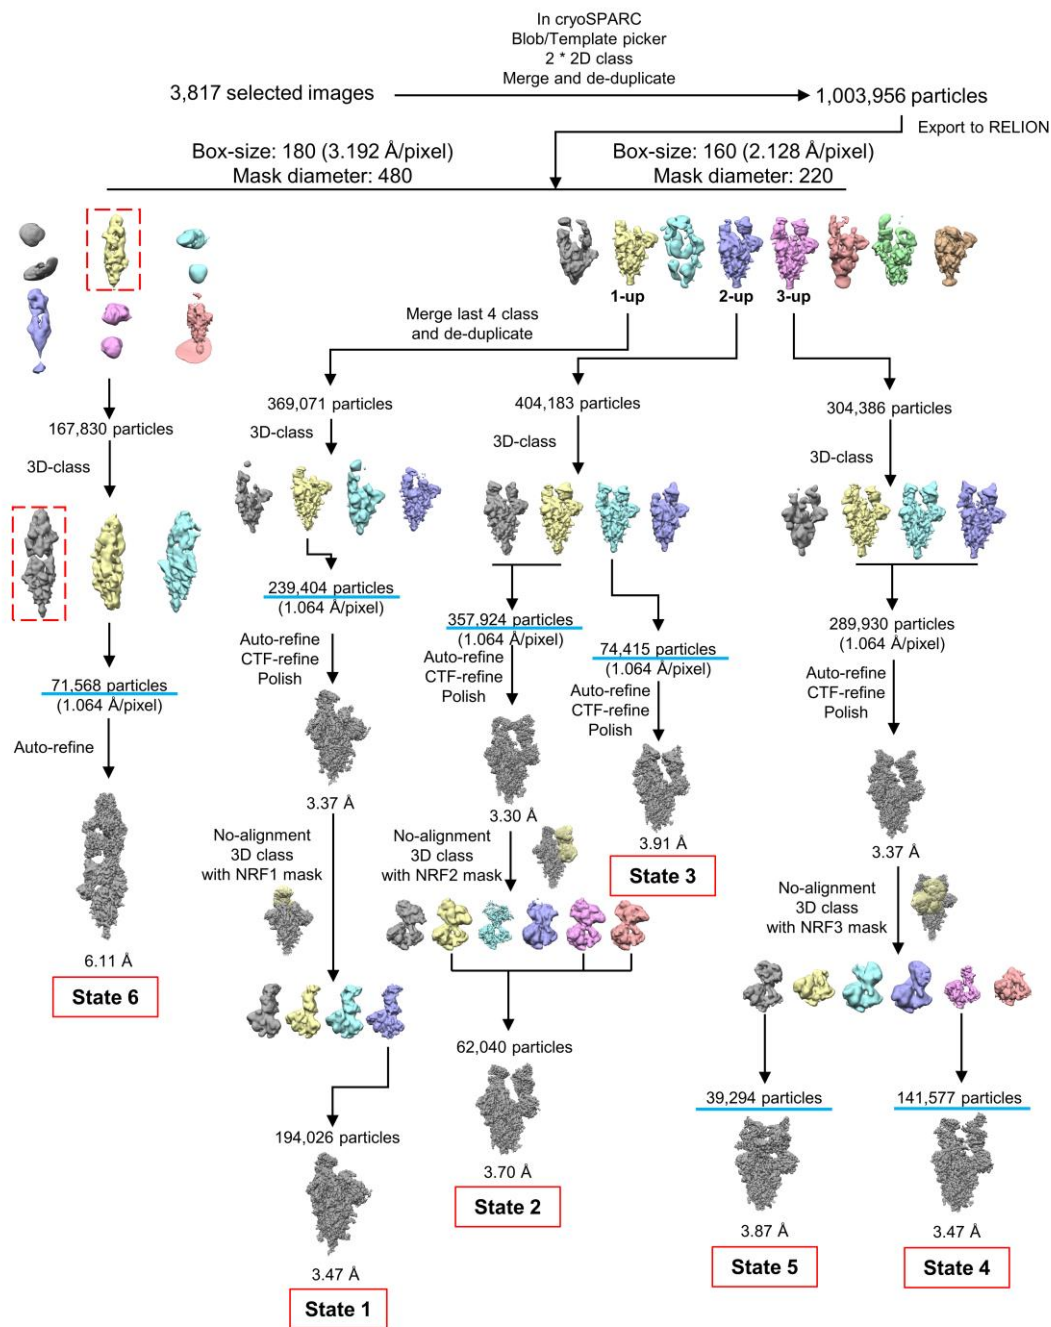 In cryoSPARC
Blob/Template picker
2 * 2D class
Merge and de-duplicate
3,817 selected images
1,003,956 particles
Export to RELION
Box-size: 180 (3.192 Å/pixel)
Mask diameter: 480
Box-size: 160 (2.128 Å/pixel)
Mask diameter: 220
1-up
2-up
3-up
Merge last 4 class
and de-duplicate
167,830 particles
3D-class
369,071 particles
3D-class
404,183 particles
3D-class
304,386 particles
3D-class
71,568 particles
(1.064 Å/pixel)
Auto-refine
6.11 Å
State 6
239,404 particles
(1.064 Å/pixel)
Auto-refine
CTF-refine
Polish
3.37 Å
No-alignment
3D class
with NRF1 mask
194,026 particles
3.47 Å
State 1
357,924 particles
(1.064 Å/pixel)
Auto-refine
CTF-refine
Polish
3.30 Å
No-alignment
3D class
with NRF2 mask
62,040 particles
3.70 Å
State 2
74,415 particles
(1.064 Å/pixel)
Auto-refine
CTF-refine
Polish
3.91 Å
State 3
289,930 particles
(1.064 Å/pixel)
Auto-refine
CTF-refine
Polish
3.37 Å
No-alignment
3D class
with NRF3 mask
39,294 particles
3.87 Å
State 5
141,577 particles
3.47 Å
State 4